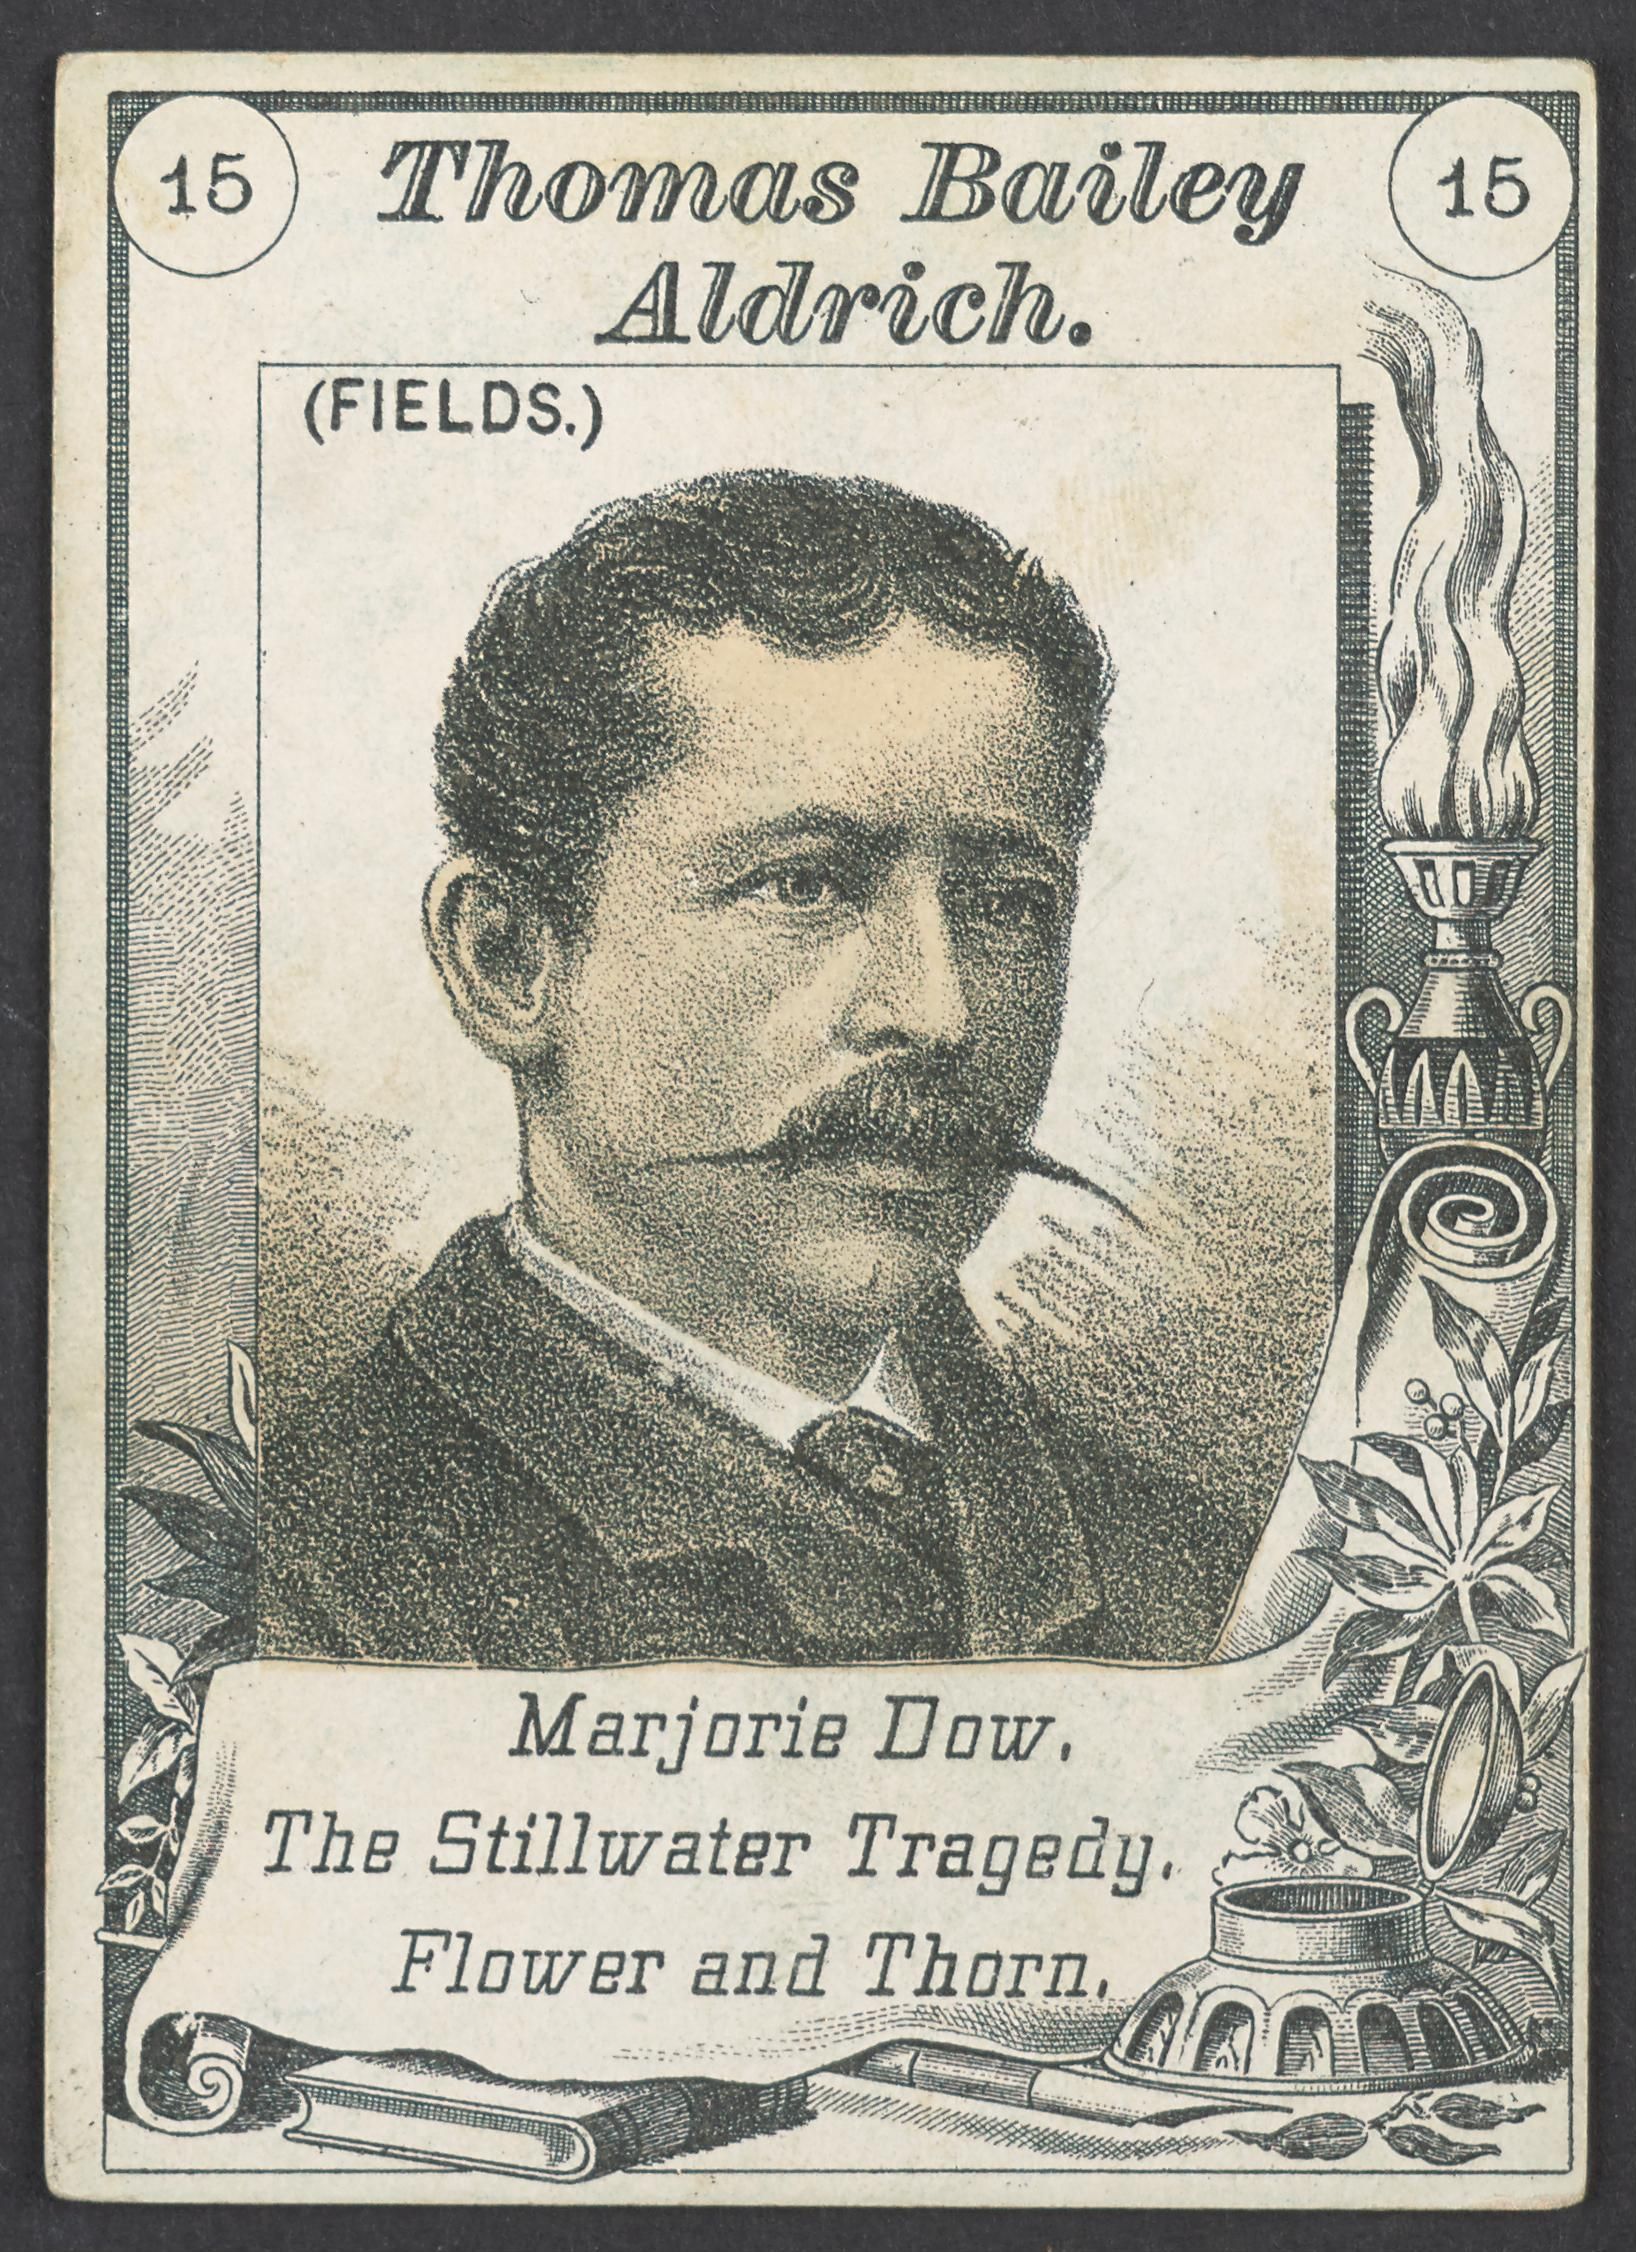 15 Thomas Bailey 15
Aldrich.
(FIELDS.)
Marjorie Dow.
The Stillwater Tragedy.
Flower and Thorn.